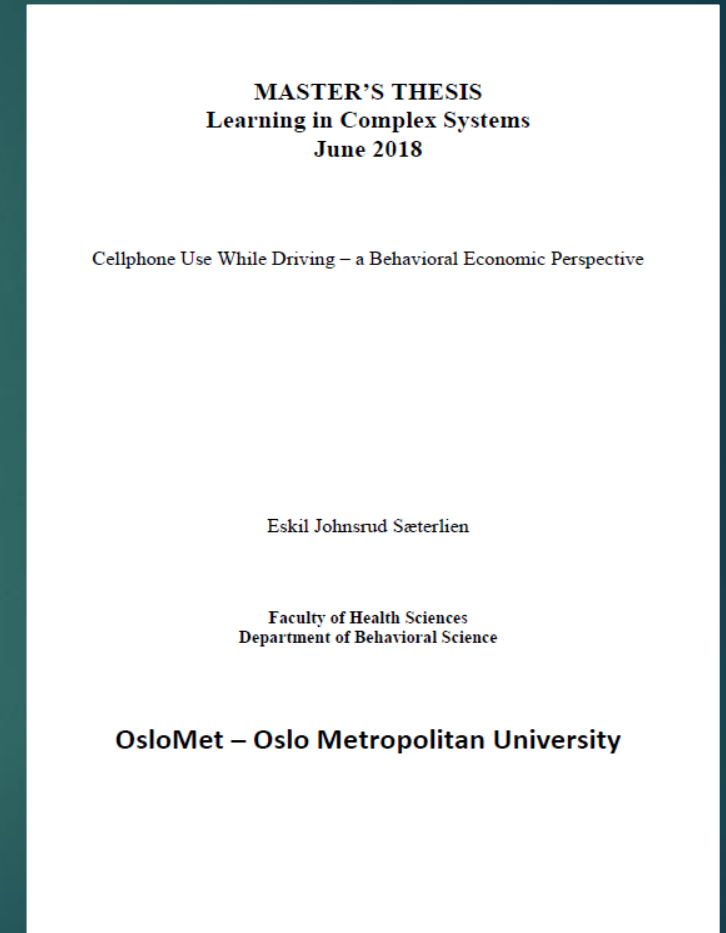 MASTER’S THESIS
Learning in Complex Systems
June 2018
Cellphone Use While Driving – a Behavioral Economic Perspective
Eskil Johnsrud Sæterlien
Faculty of Health Sciences
Department of Behavioral Science
OsloMet – Oslo Metropolitan University